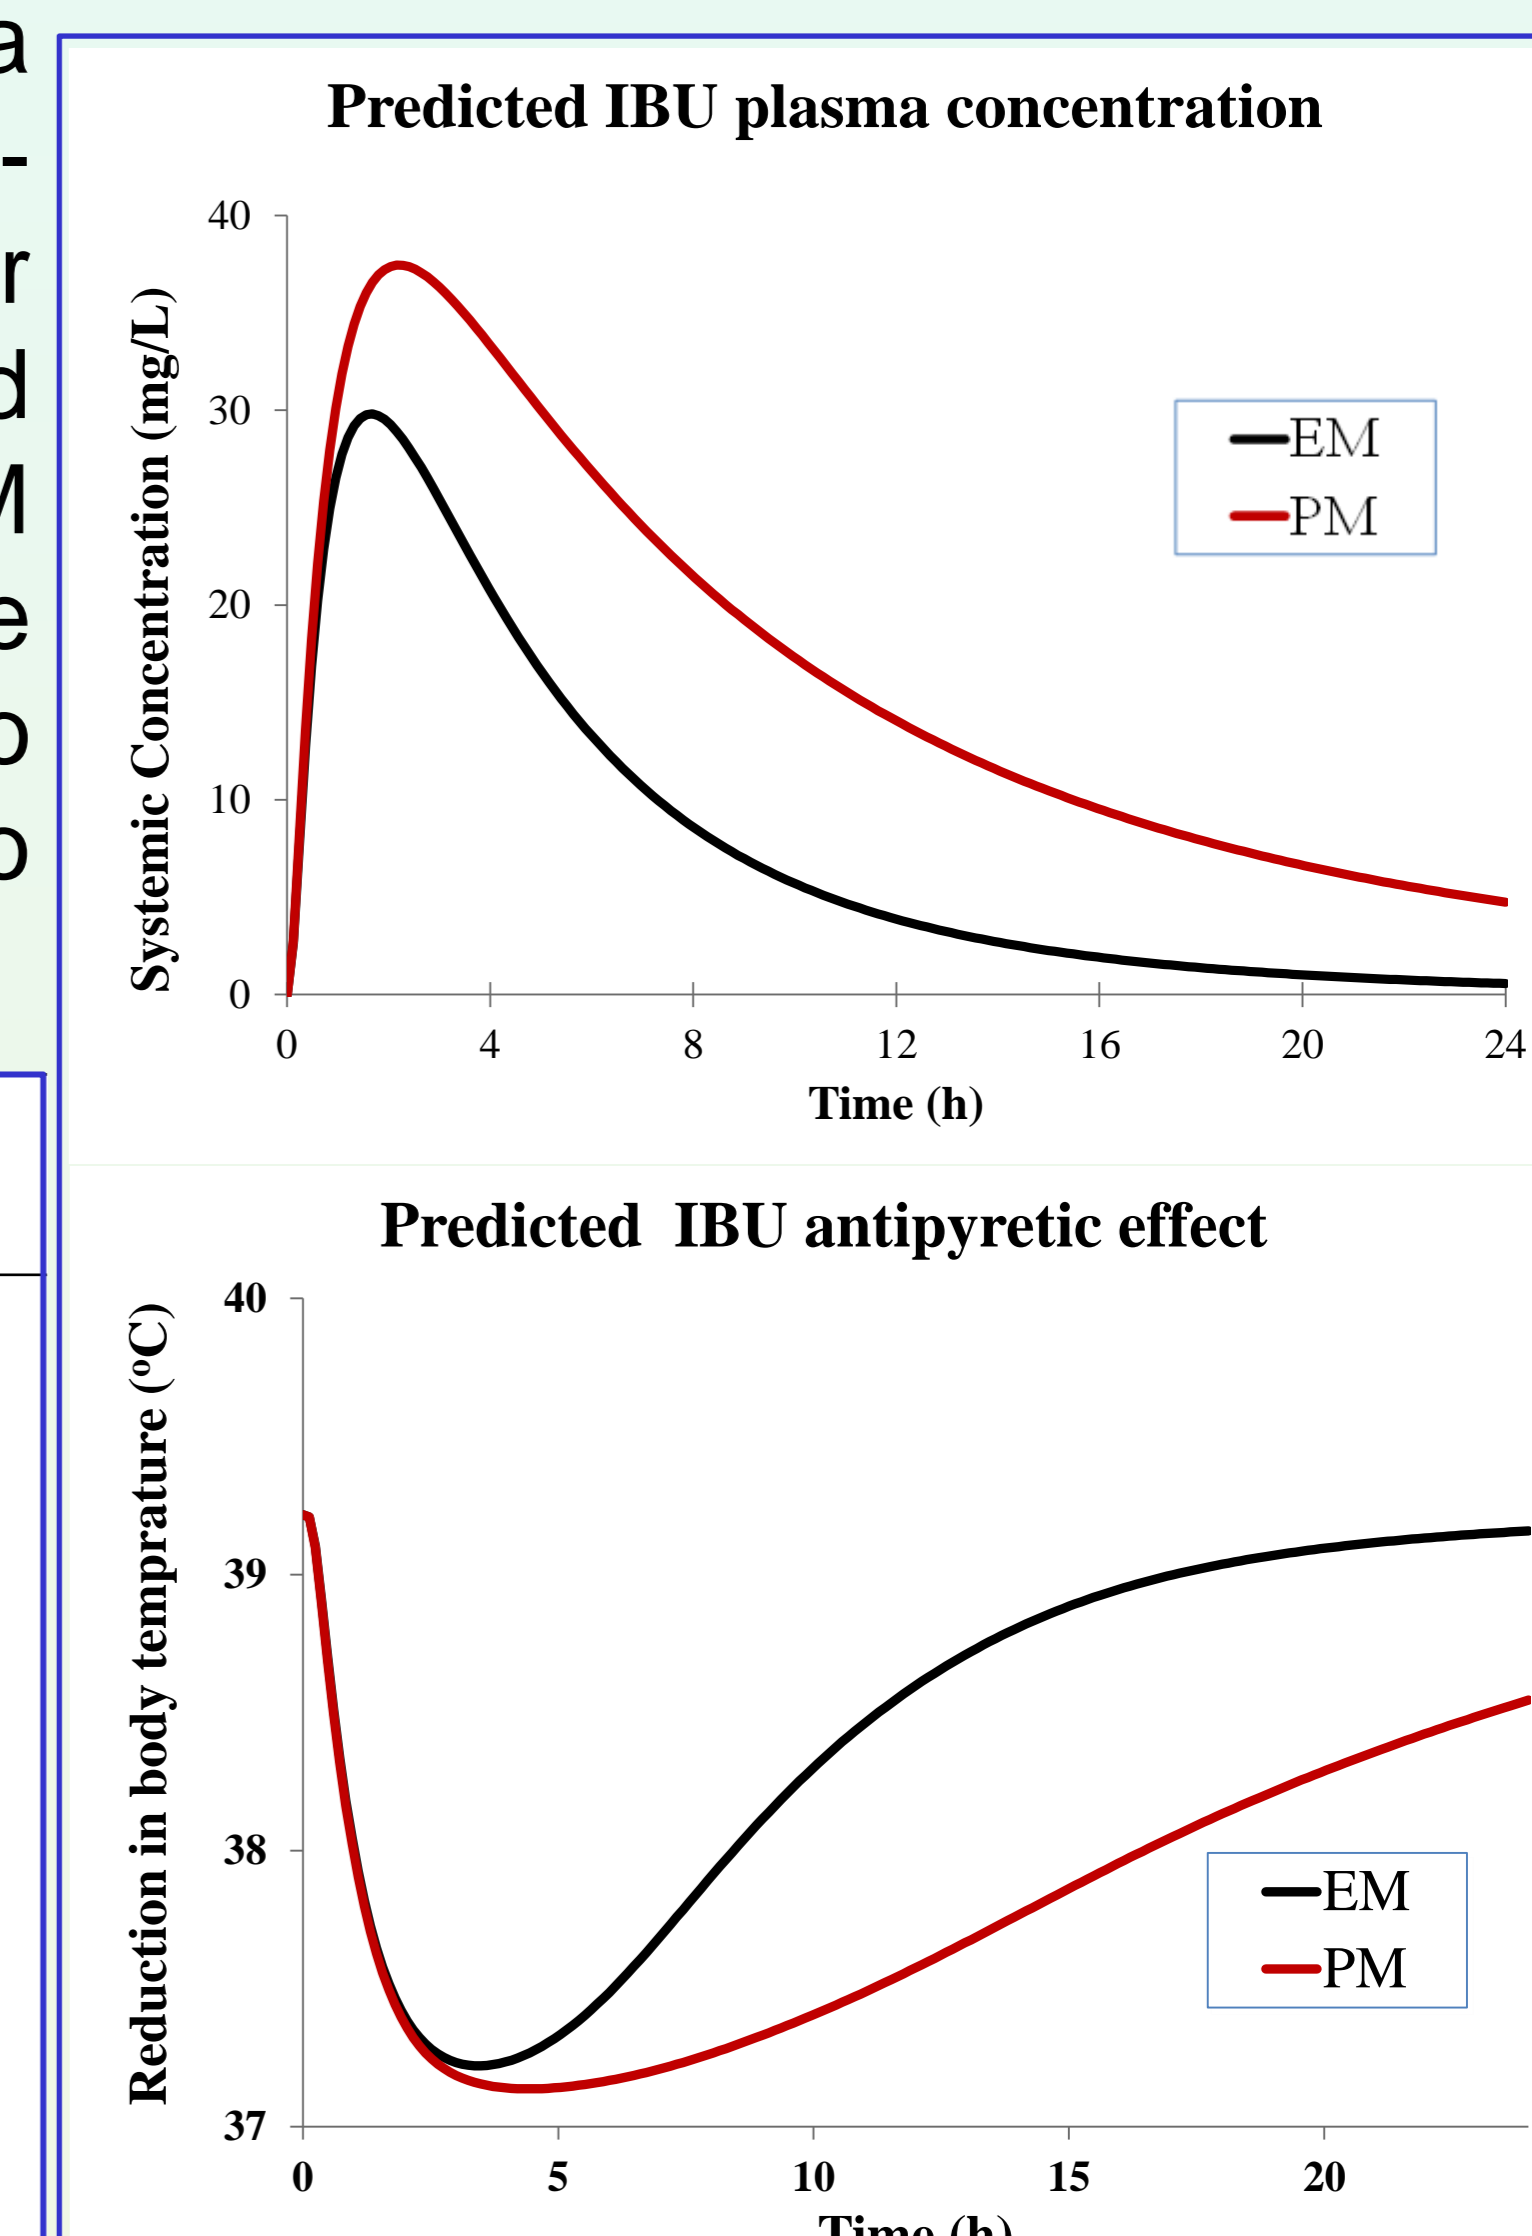 a
-
r
d
M
e
o
o
Predicted IBU plasma concentration
Systemic Concentration (mg/L)
40
30
20
10
0
0 4 8 12 16 20 24
Time (h)
EM
PM
Predicted IBU antipyretic effect
Reduction in body temprature (ºC)
40
39
38
37
0 5 10 15 20
Time (h)
EM
PM